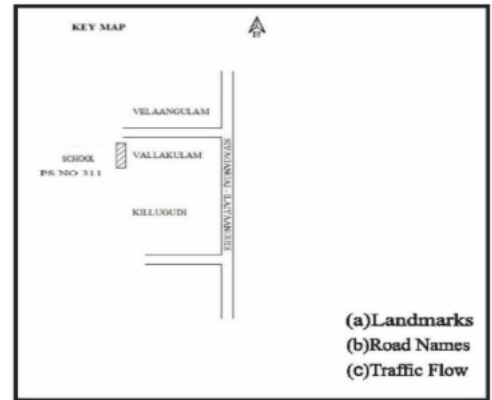 KEY MAP
VELAANGULAM
SCHOOL
VALLAKULAM
PS NO 311
KILLUGUDI
(a)Landmarks
(b)Road Names
(c)Traffic Flow